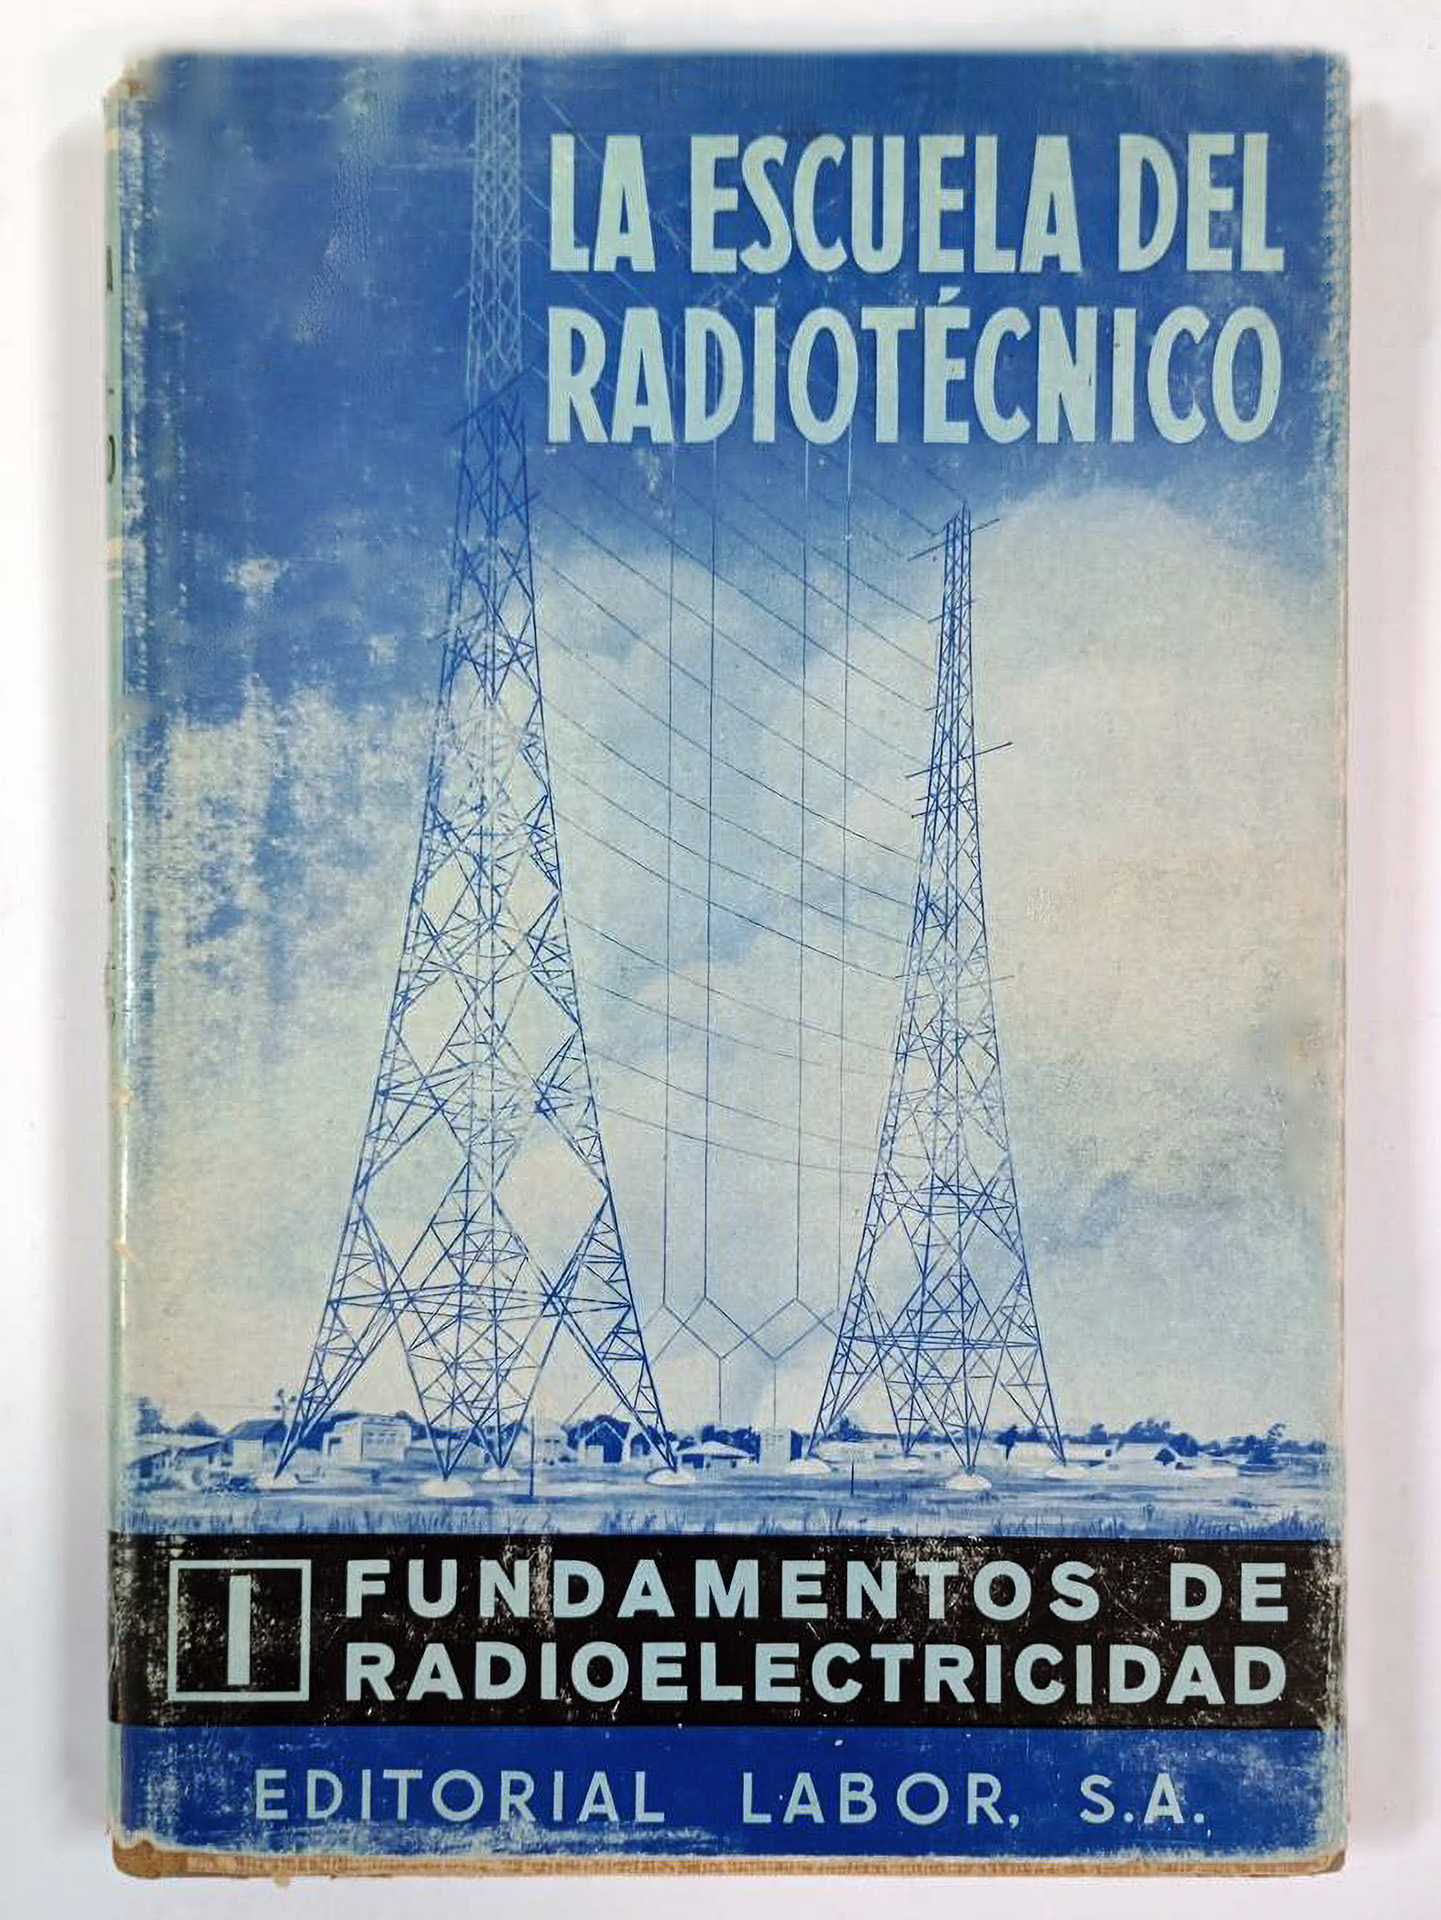 LA ESCUELA DEL
RADIOTÉCNICO
I FUNDAMENTOS DE
RADIOELECTRICIDAD
EDITORIAL LABOR, S.A.